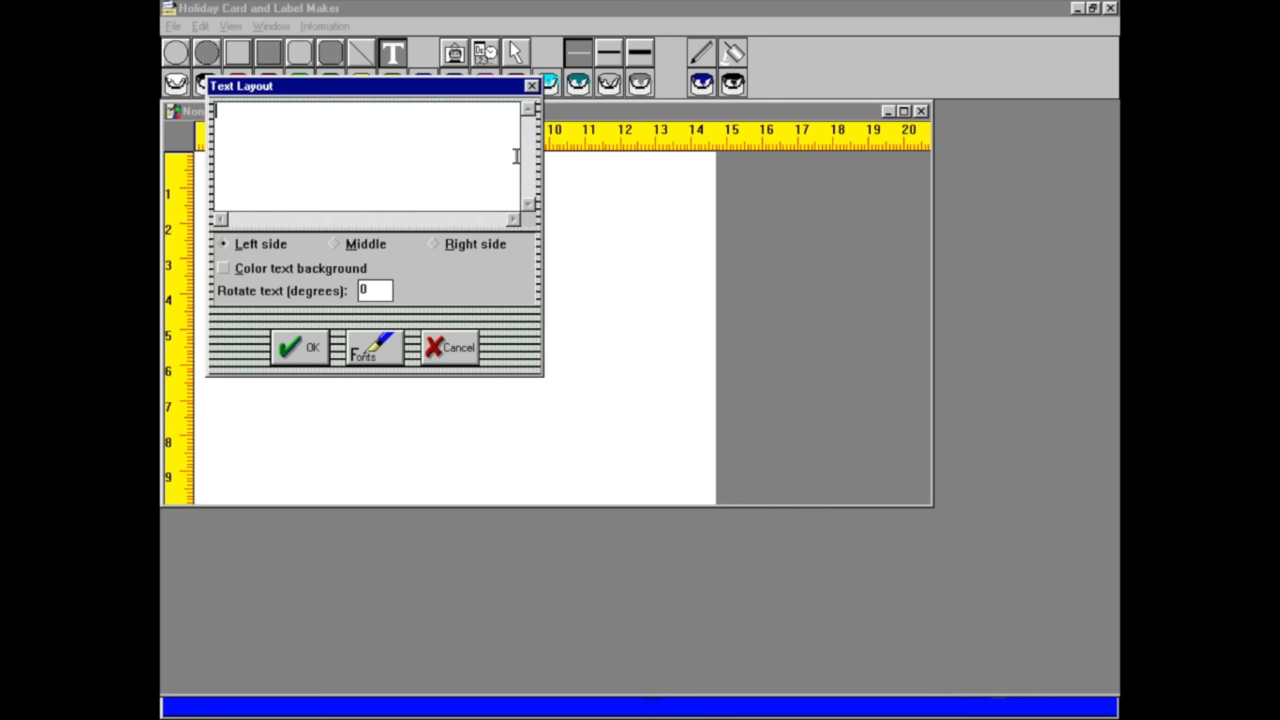 Holiday Card and Label Maker
File Edit View Window Information
T
Text Layout
Non
10 11 12 13 14 15 16 17 18 19 20
1
2
3
4
5
6
7
8
9
Left side Middle Right side
Color text background
Rotate text (degrees): 0
OK Fonts Cancel